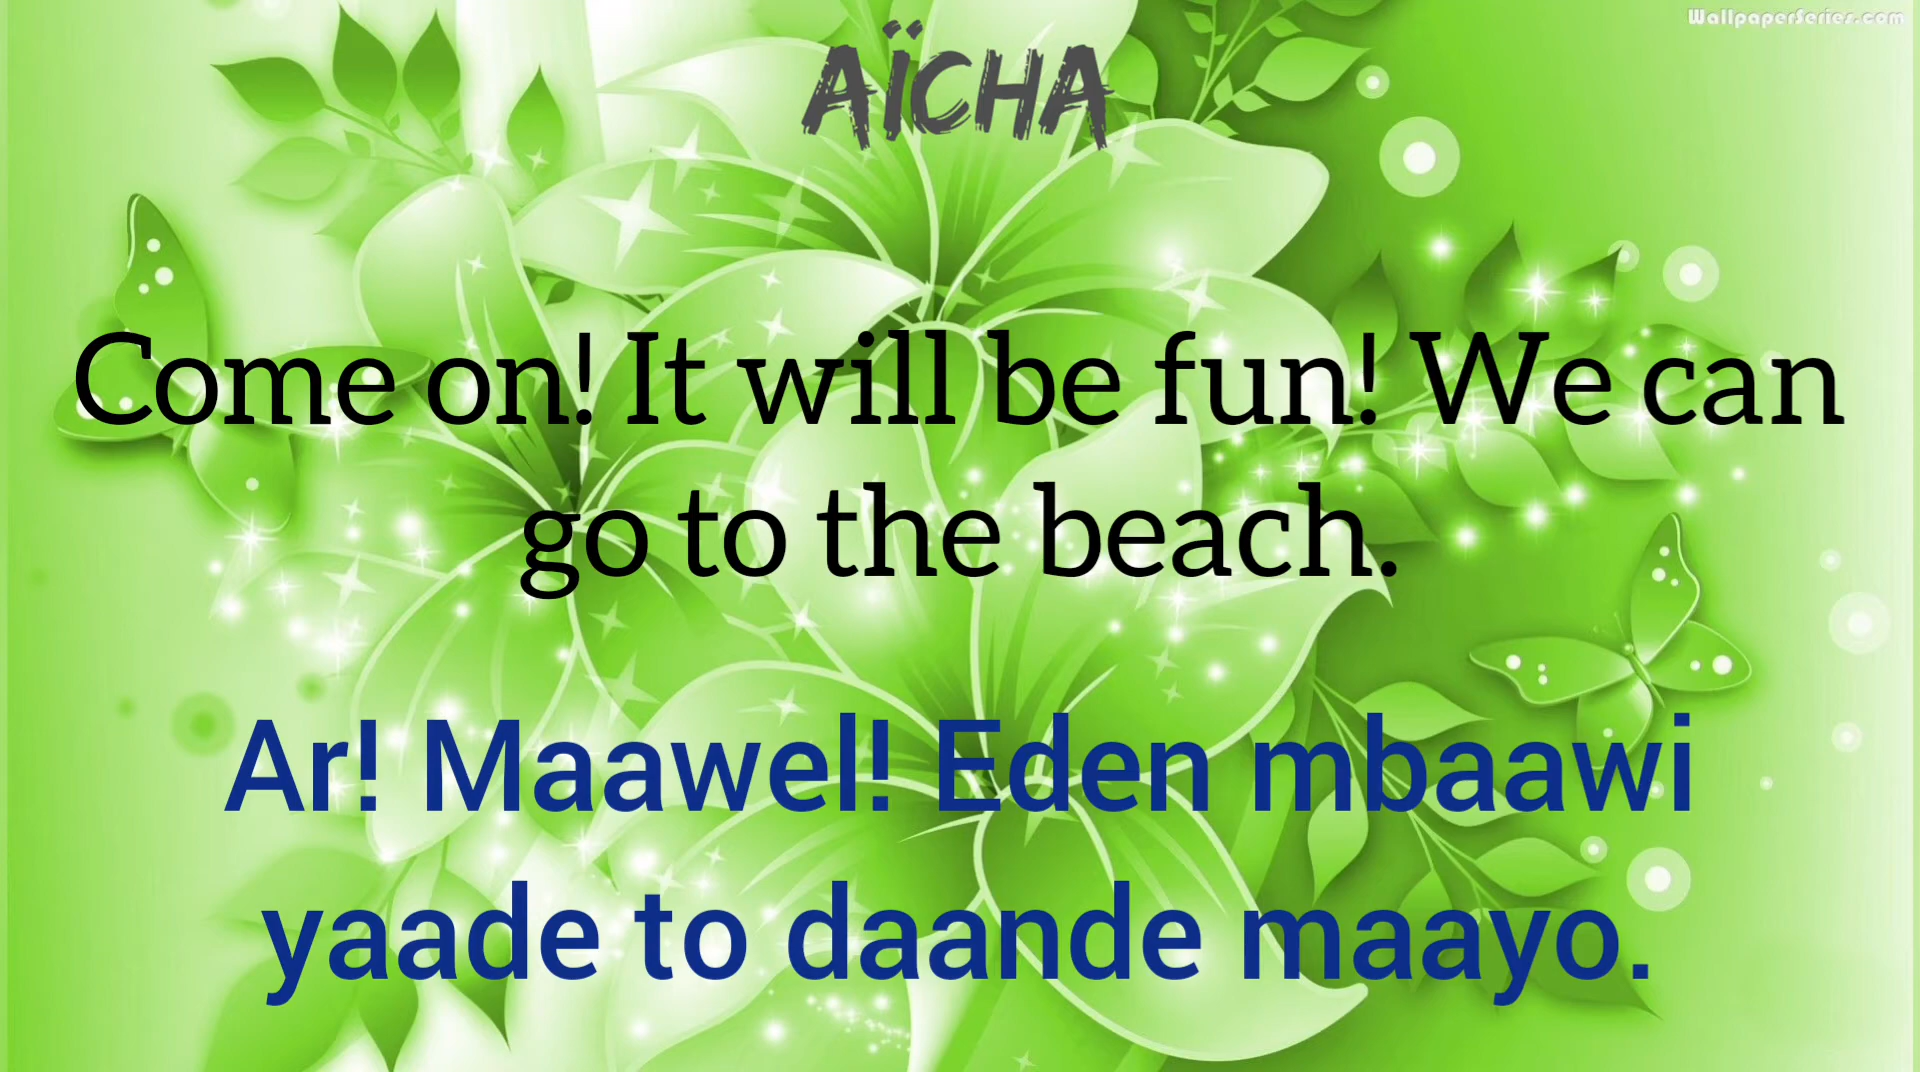 WallpaperSeries.com
AÏCHA
Come on! It will be fun! We can
go to the beach.
Ar! Maawel! Eden mbaawi
yaade to daande maayo.